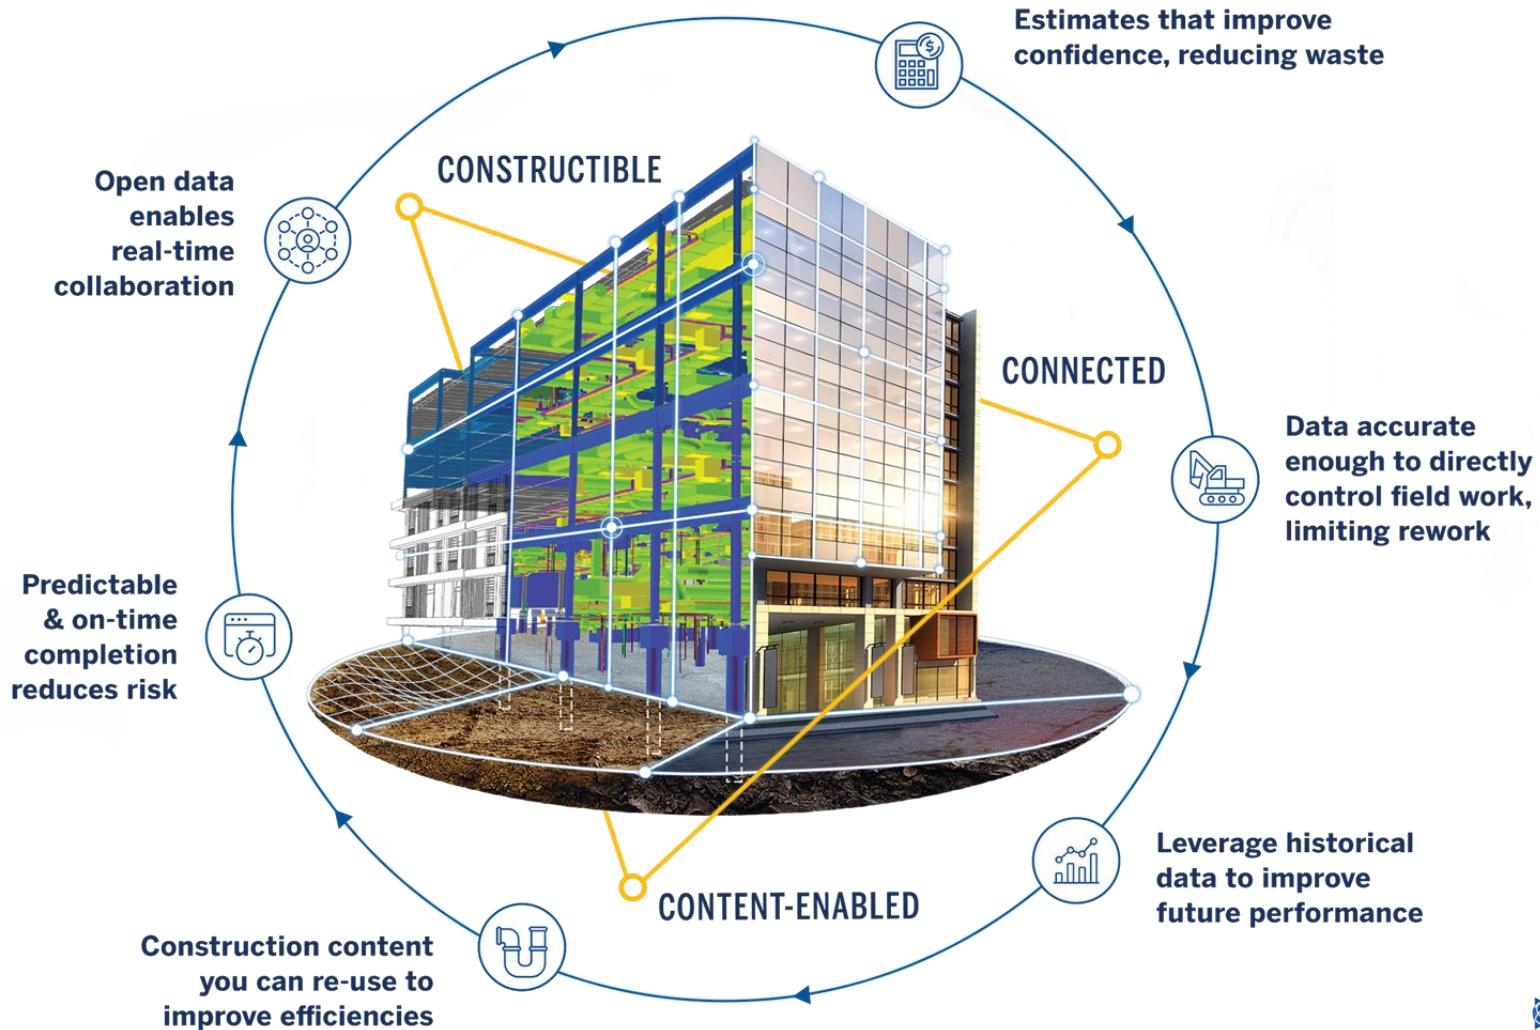 Estimates that improve
confidence, reducing waste
CONSTRUCTIBLE
Open data
enables
real-time
collaboration
CONNECTED
Data accurate
enough to directly
control field work,
limiting rework
Predictable
& on-time
completion
reduces risk
Leverage historical
data to improve
future performance
CONTENT-ENABLED
Construction content
you can re-use to
improve efficiencies